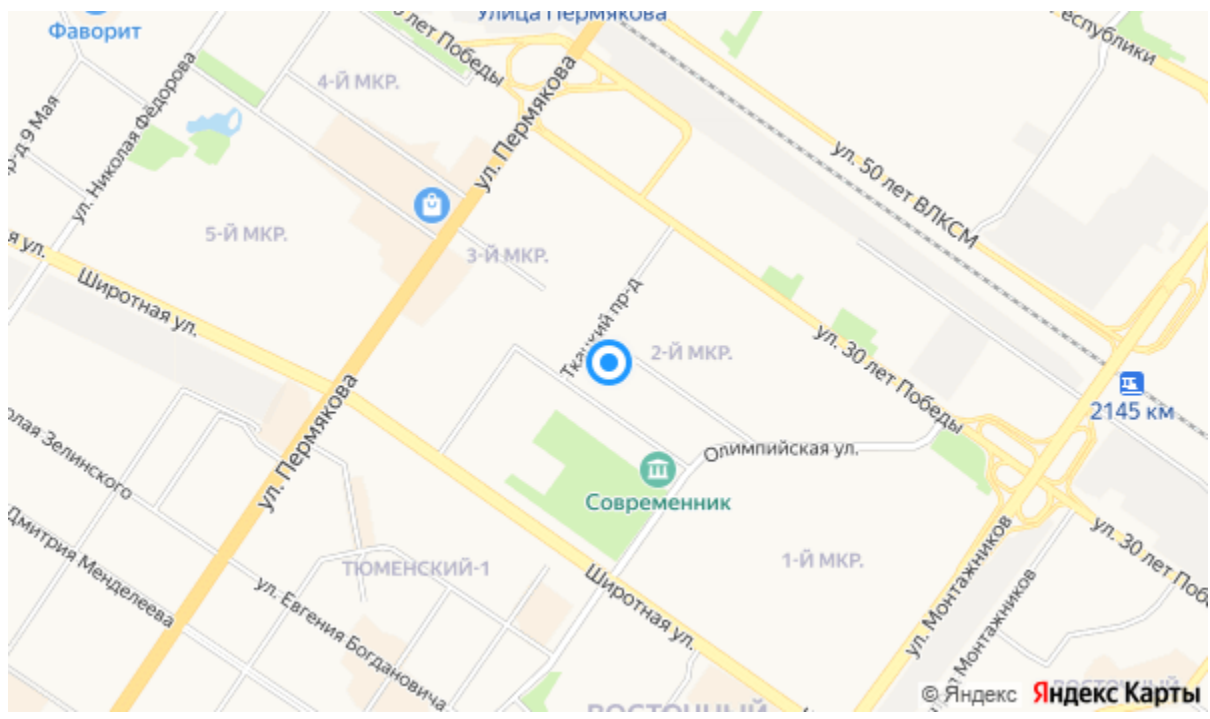 Улица Пермякова
Фаворит
лет Победы
еспублики
4-Й МКР.
ул. Пермякова
р-д 9 Мая
ул. Николая Фёдорова
ул. 50 лет ВЛКСМ
5-Й МКР.
3-Й МКР.
я ул.
Широтная ул.
Ткацкий пр-д
2-Й МКР.
ул. 30 лет Победы
2145 км
ул. Пермякова
олая Зелинского
Олимпийская ул.
Современник
Дмитрия Менделеева
ТЮМЕНСКИЙ-1
1-Й МКР.
ул. 30 лет Побе
ул. Евгения Богдановича
Широтная ул.
ул. Монтажников
л Монтажников
ВОСТОЧНЫЙ
ВОСТОЧНЫЙ
© Яндекс Яндекс Карты